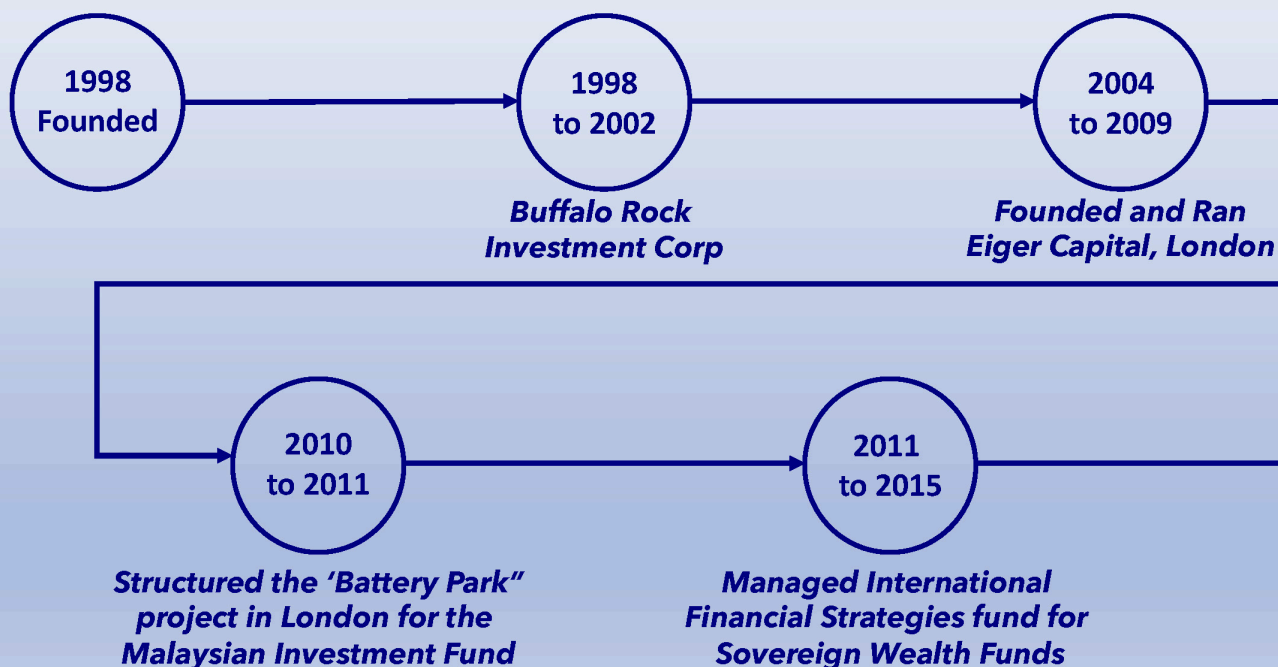 1998
Founded
1998
to 2002
2004
to 2009
Buffalo Rock
Investment Corp
Founded and Ran
Eiger Capital, London
2010
to 2011
2011
to 2015
Structured the ‘Battery Park”
project in London for the
Malaysian Investment Fund
Managed International
Financial Strategies fund for
Sovereign Wealth Funds